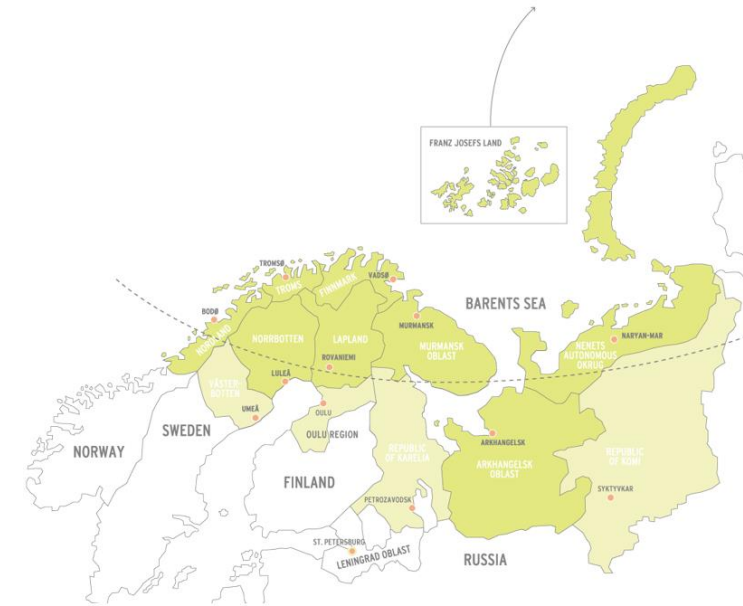 FRANZ JOSEFS LAND
TROMSØ
TROMS
FINNMARK
VADSØ
BARENTS SEA
BODØ
NORDLAND
MURMANSK
NORRBOTTEN
LAPLAND
MURMANSK
OBLAST
NARYAN-MAR
NENETS
AUTONOMOUS
OKRUG
ROVANIEMI
LULEÅ
VÄSTER-
BOTTEN
UMEÅ
OULU
OULU REGION
NORWAY
SWEDEN
FINLAND
REPUBLIC
OF KARELIA
ARKHANGELSK
ARKHANGELSK
OBLAST
REPUBLIC
OF KOMI
SYKTYVKAR
PETROZAVODSK
ST. PETERSBURG
LENINGRAD OBLAST
RUSSIA